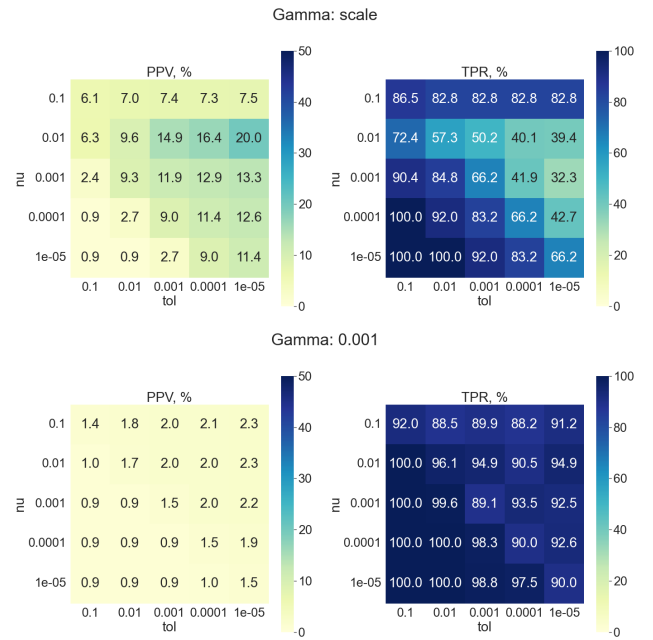 Gamma: scale
PPV, %
TPR, %
0.1 6.1 7.0 7.4 7.3 7.5
0.01 6.3 9.6 14.9 16.4 20.0
0.001 2.4 9.3 11.9 12.9 13.3
0.0001 0.9 2.7 9.0 11.4 12.6
1e-05 0.9 0.9 2.7 9.0 11.4
0.1 0.01 0.001 0.0001 1e-05
nu
tol
50
40
30
20
10
0
0.1 86.5 82.8 82.8 82.8 82.8
0.01 72.4 57.3 50.2 40.1 39.4
0.001 90.4 84.8 66.2 41.9 32.3
0.0001 100.0 92.0 83.2 66.2 42.7
1e-05 100.0 100.0 92.0 83.2 66.2
0.1 0.01 0.001 0.0001 1e-05
nu
tol
100
80
60
40
20
0
Gamma: 0.001
PPV, %
TPR, %
0.1 1.4 1.8 2.0 2.1 2.3
0.01 1.0 1.7 2.0 2.0 2.3
0.001 0.9 0.9 1.5 2.0 2.2
0.0001 0.9 0.9 0.9 1.5 1.9
1e-05 0.9 0.9 0.9 1.0 1.5
0.1 0.01 0.001 0.0001 1e-05
nu
tol
50
40
30
20
10
0
0.1 92.0 88.5 89.9 88.2 91.2
0.01 100.0 96.1 94.9 90.5 94.9
0.001 100.0 99.6 89.1 93.5 92.5
0.0001 100.0 100.0 98.3 90.0 92.6
1e-05 100.0 100.0 98.8 97.5 90.0
0.1 0.01 0.001 0.0001 1e-05
nu
tol
100
80
60
40
20
0